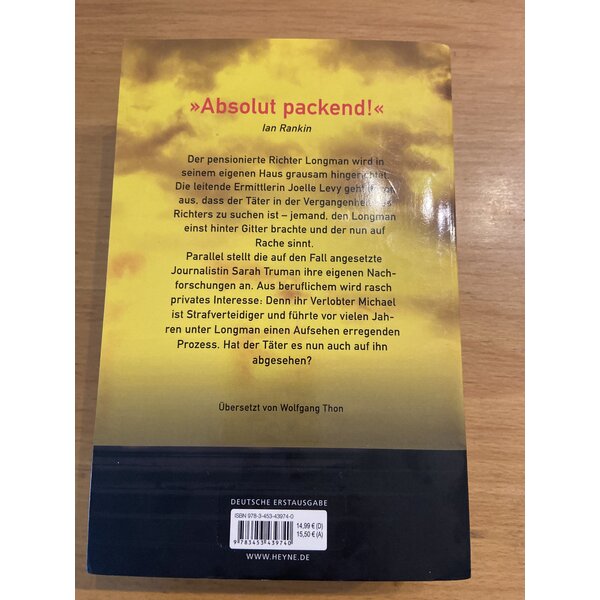 »Absolut packend!«
Ian Rankin
Der pensionierte Richter Longman wird in
seinem eigenen Haus grausam hingerichtet.
Die leitende Ermittlerin Joelle Levy geht
aus, dass der Täter in der Vergangenheit des
Richters zu suchen ist – jemand, den Longman
einst hinter Gitter brachte und der nun auf
Rache sinnt.
Parallel stellt die auf den Fall angesetzte
Journalistin Sarah Truman ihre eigenen Nach-
forschungen an. Aus beruflichem wird rasch
privates Interesse: Denn ihr Verlobter Michael
ist Strafverteidiger und führte vor vielen Jah-
ren unter Longman einen Aufsehen erregenden
Prozess. Hat der Täter es nun auch auf ihn
abgesehen?
Übersetzt von Wolfgang Thon
DEUTSCHE ERSTAUSGABE
ISBN 978-3-453-43974-0
14,99 € (D)
15,50 € (A)
9 783453 439740
WWW.HEYNE.DE